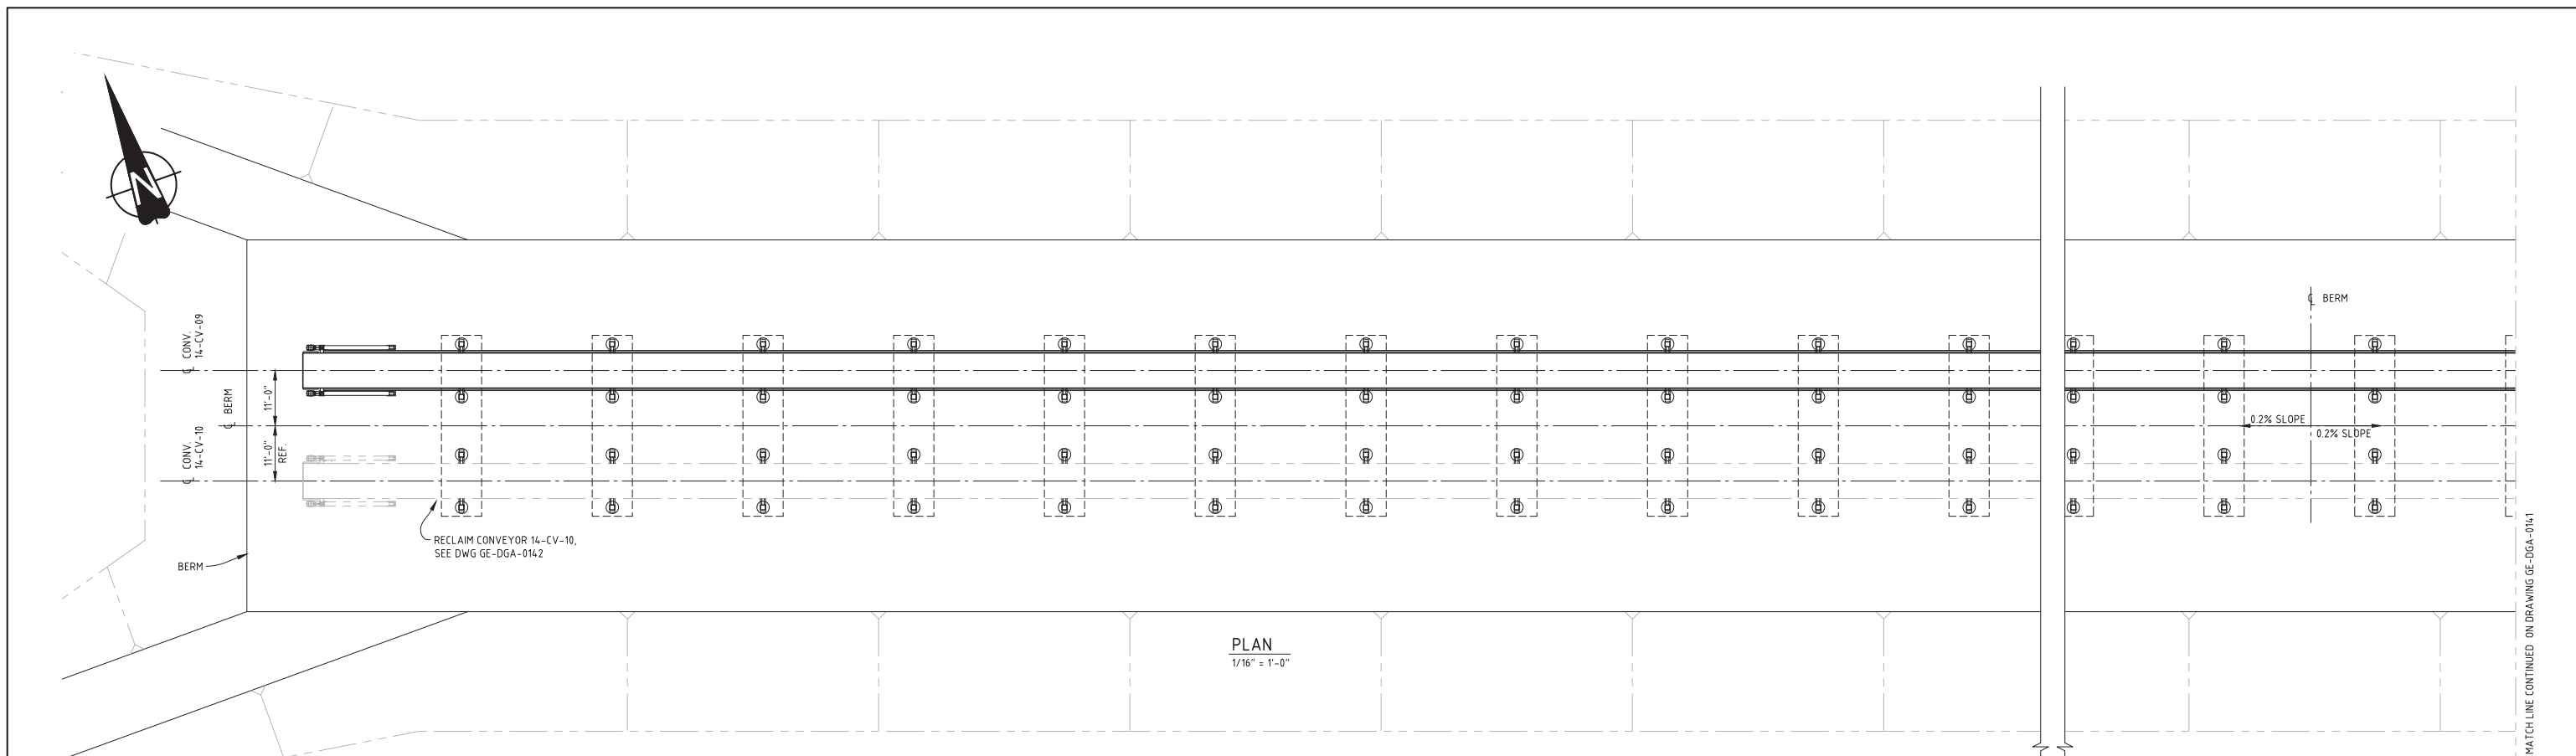 N
℄ BERM
℄ CONV.
14-CV-09
11'-0"
℄ BERM
0.2% SLOPE
0.2% SLOPE
℄ CONV.
14-CV-10
11'-0"
REF.
RECLAIM CONVEYOR 14-CV-10,
SEE DWG GE-DGA-0142
BERM
PLAN
1/16" = 1'-0"
MATCH LINE CONTINUED ON DRAWING GE-DGA-0141